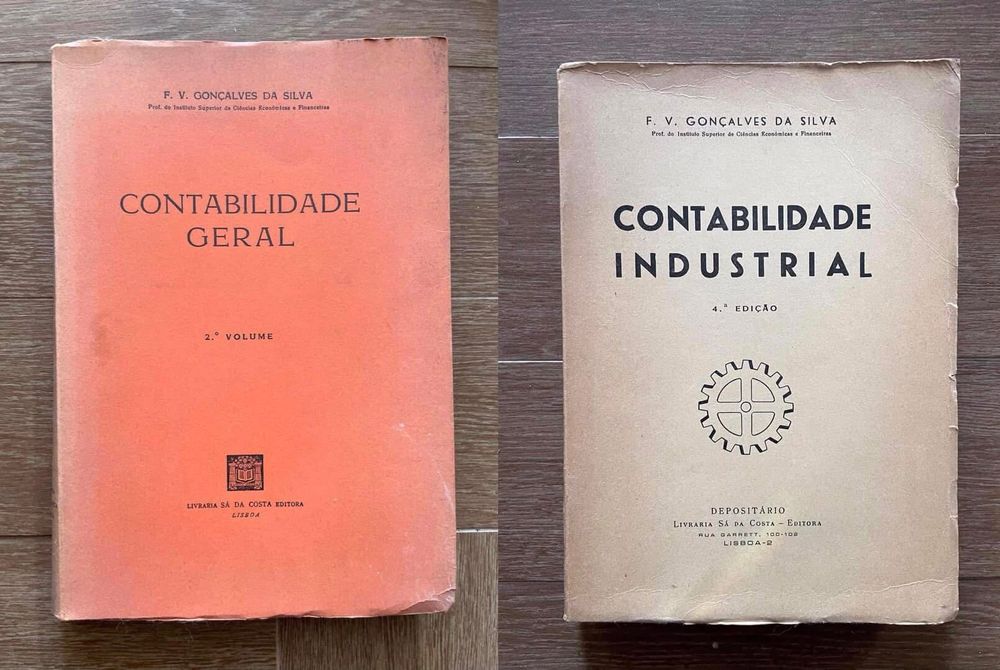 F. V. GONÇALVES DA SILVA
Prof. do Instituto Superior de Ciências Económicas e Financeiras
CONTABILIDADE
GERAL
2.º VOLUME
LIVRARIA SÁ DA COSTA EDITORA
LISBOA
F. V. GONÇALVES DA SILVA
Prof. do Instituto Superior de Ciências Económicas e Financeiras
CONTABILIDADE
INDUSTRIAL
4.ª EDIÇÃO
DEPOSITÁRIO
LIVRARIA SÁ DA COSTA – EDITORA
RUA GARRETT, 100-102
LISBOA-2